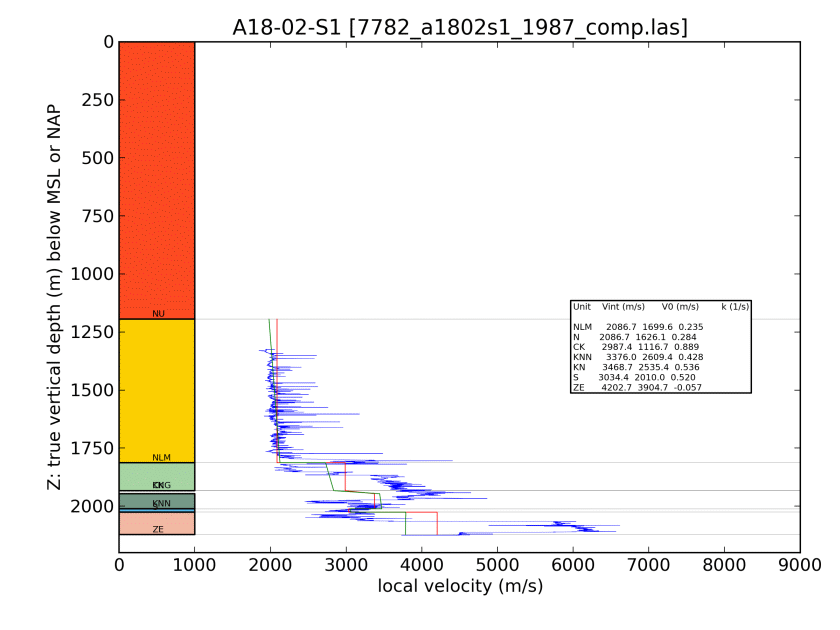 A18-02-S1 [7782_a1802s1_1987_comp.las]
Z: true vertical depth (m) below MSL or NAP
0
250
500
750
1000
1250
1500
1750
2000
NU
NLM
KNN
ZE
Unit Vint (m/s) V0 (m/s) k (1/s)
NLM 2086.7 1699.6 0.235
N 2086.7 1626.1 0.284
CK 2987.4 1116.7 0.889
KNN 3376.0 2609.4 0.428
KN 3468.7 2535.4 0.536
S 3034.4 2010.0 0.520
ZE 4202.7 3904.7 -0.057
0 1000 2000 3000 4000 5000 6000 7000 8000 9000
local velocity (m/s)